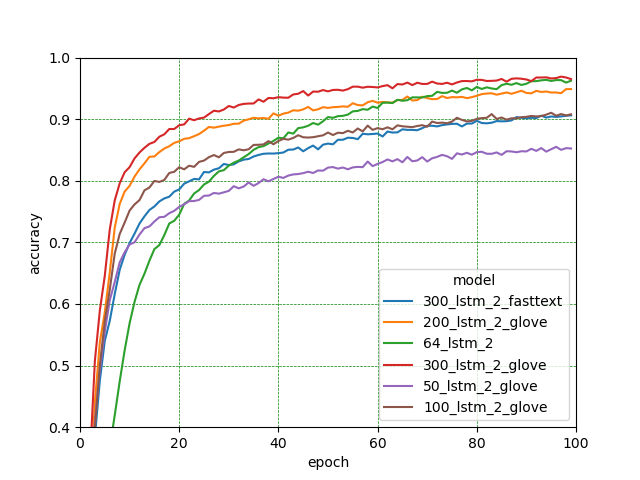 1.0
0.9
0.8
0.7
0.6
0.5
0.4
accuracy
0
20
40
60
80
100
epoch
model
300_lstm_2_fasttext
200_lstm_2_glove
64_lstm_2
300_lstm_2_glove
50_lstm_2_glove
100_lstm_2_glove